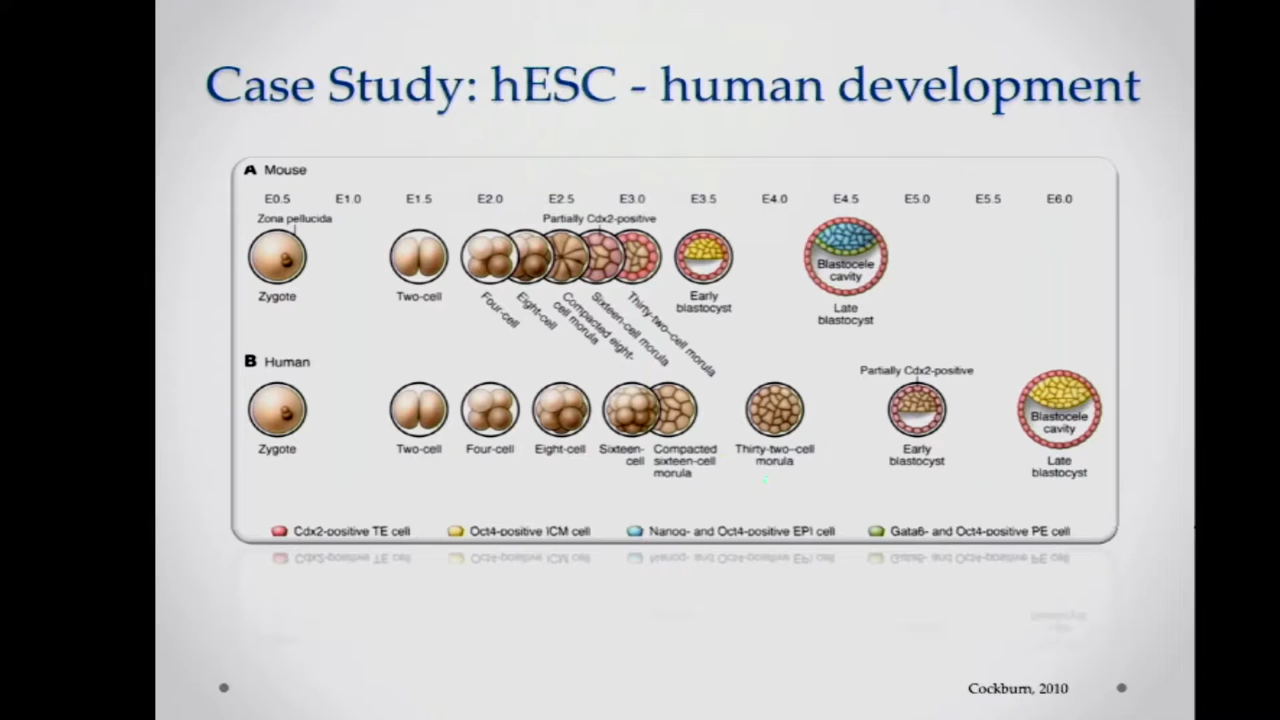 Case Study: hESC - human development
A Mouse
E0.5 E1.0 E1.5 E2.0 E2.5 E3.0 E3.5 E4.0 E4.5 E5.0 E5.5 E6.0
Zona pellucida
Partially Cdx2-positive
Zygote
Two-cell
Four-cell
Eight-cell
Compacted eight-
cell morula
Sixteen-cell morula
Thirty-two-cell morula
Early
blastocyst
Blastocele
cavity
Late
blastocyst
B Human
Partially Cdx2-positive
Zygote
Two-cell
Four-cell
Eight-cell
Sixteen-
cell
Compacted
sixteen-cell
morula
Thirty-two-cell
morula
Early
blastocyst
Blastocele
cavity
Late
blastocyst
Cdx2-positive TE cell
Oct4-positive ICM cell
Nanog- and Oct4-positive EPI cell
Gata6- and Oct4-positive PE cell
Cockburn, 2010